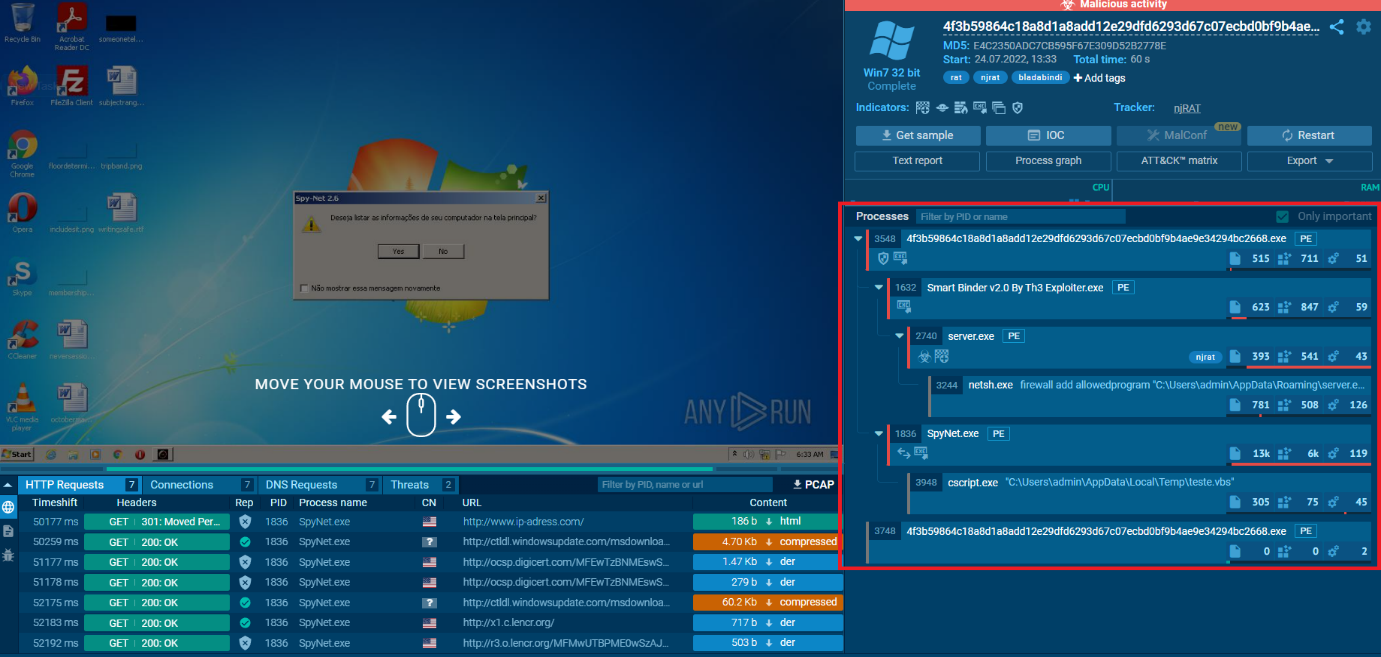 Recycle Bin
Acrobat
Reader DC
someonetel...
Firefox
FileZilla Client
subjectrang...
Google
Chrome
floordetermi...
tripband.png
Opera
includesit.png
writingsafe.rtf
Skype
membership...
CCleaner
neverseason...
VLC media
player
Spy-Net 2.6
Deseja listar as informações do seu computador na tela principal?
Yes
No
Não mostrar essa mensagem novamente
MOVE YOUR MOUSE TO VIEW SCREENSHOTS
ANY RUN
Start
6:33 AM
HTTP Requests 7
Connections 7
DNS Requests 7
Threats 2
Filter by PID, name or url
PCAP
Timeshift Headers Rep PID Process name CN URL Content
50177 ms GET 301: Moved Per... 1836 SpyNet.exe http://www.ip-adress.com/ 186 b html
50259 ms GET 200: OK 1836 SpyNet.exe ? http://ctldl.windowsupdate.com/msdownloa... 4.70 Kb compressed
51177 ms GET 200: OK 1836 SpyNet.exe http://ocsp.digicert.com/MFEwTzBNMEswS... 1.47 Kb der
51178 ms GET 200: OK 1836 SpyNet.exe http://ocsp.digicert.com/MFEwTzBNMEswS... 279 b der
52175 ms GET 200: OK 1836 SpyNet.exe ? http://ctldl.windowsupdate.com/msdownloa... 60.2 Kb compressed
52183 ms GET 200: OK 1836 SpyNet.exe http://x1.c.lencr.org/ 717 b der
52192 ms GET 200: OK 1836 SpyNet.exe http://r3.o.lencr.org/MFMwUTBPME0wSzAJ... 503 b der
Malicious activity
Win7 32 bit
Complete
4f3b59864c18a8d1a8add12e29dfd6293d67c07ecbd0bf9b4ae...
MD5: E4C2350ADC7CB595F67E309D52B2778E
Start: 24.07.2022, 13:33 Total time: 60 s
rat njrat bladabindi + Add tags
Indicators:
Tracker: njRAT
Get sample
IOC
MalConf new
Restart
Text report
Process graph
ATT&CK™ matrix
Export
CPU
RAM
Processes
Filter by PID or name
Only important
3548 4f3b59864c18a8d1a8add12e29dfd6293d67c07ecbd0bf9b4ae9e34294bc2668.exe PE
515 711 51
1632 Smart Binder v2.0 By Th3 Exploiter.exe PE
623 847 59
2740 server.exe PE
njrat 393 541 43
3244 netsh.exe firewall add allowedprogram "C:\Users\admin\AppData\Roaming\server.e...
781 508 126
1836 SpyNet.exe PE
13k 6k 119
3948 cscript.exe "C:\Users\admin\AppData\Local\Temp\teste.vbs"
305 75 45
3748 4f3b59864c18a8d1a8add12e29dfd6293d67c07ecbd0bf9b4ae9e34294bc2668.exe PE
0 0 2